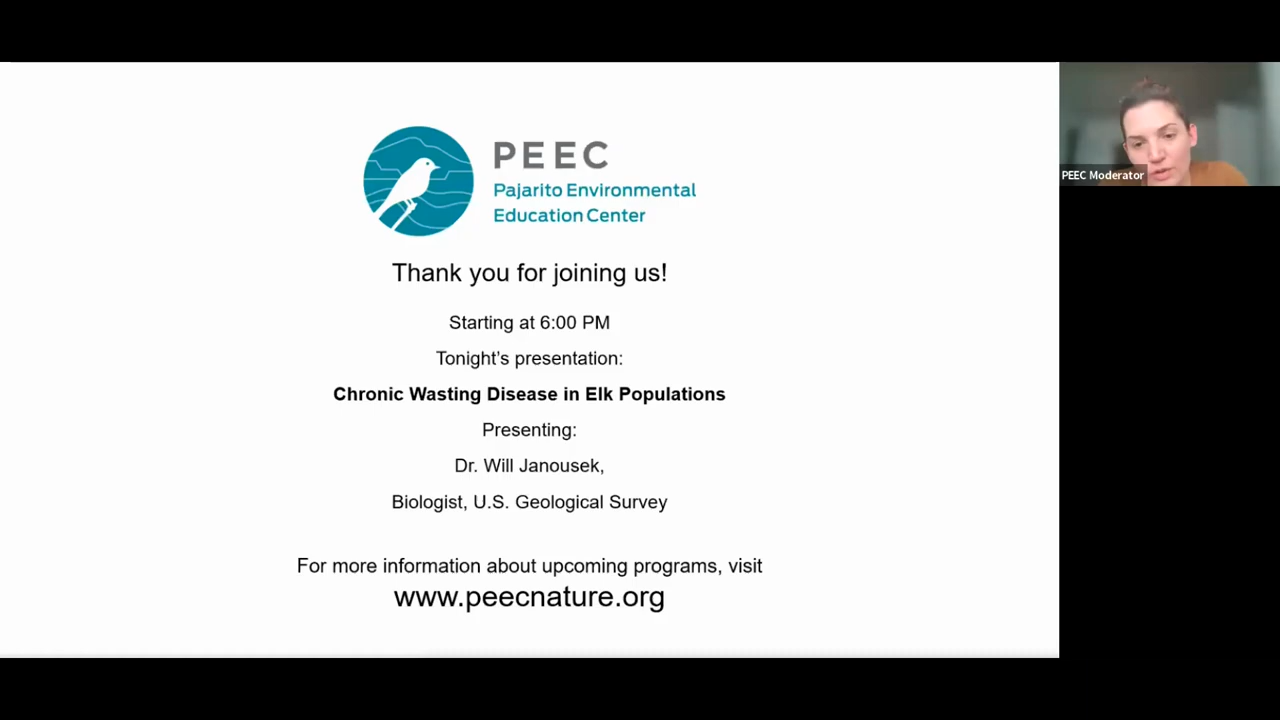 PEEC
Pajarito Environmental
Education Center
Thank you for joining us!
Starting at 6:00 PM
Tonight’s presentation:
Chronic Wasting Disease in Elk Populations
Presenting:
Dr. Will Janousek,
Biologist, U.S. Geological Survey
For more information about upcoming programs, visit
www.peecnature.org
PEEC Moderator